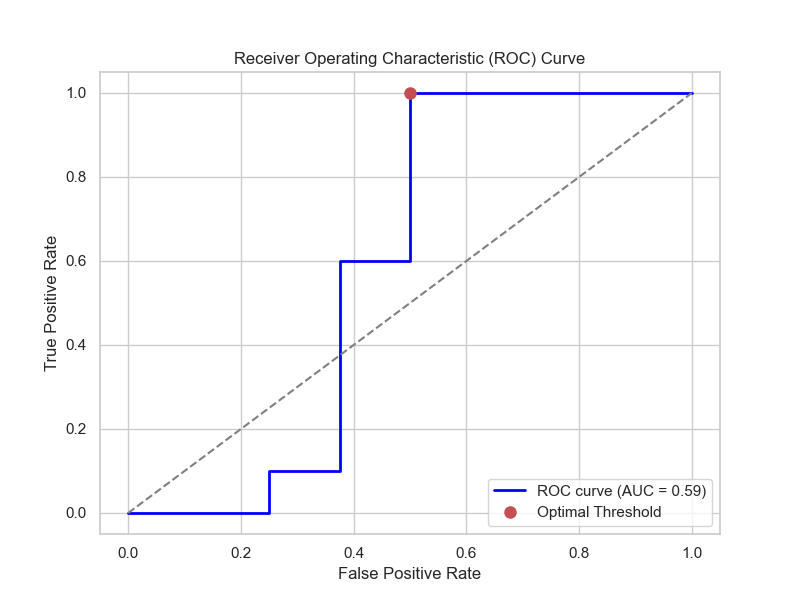 Receiver Operating Characteristic (ROC) Curve
True Positive Rate
1.0
0.8
0.6
0.4
0.2
0.0
ROC curve (AUC = 0.59)
Optimal Threshold
0.0 0.2 0.4 0.6 0.8 1.0
False Positive Rate